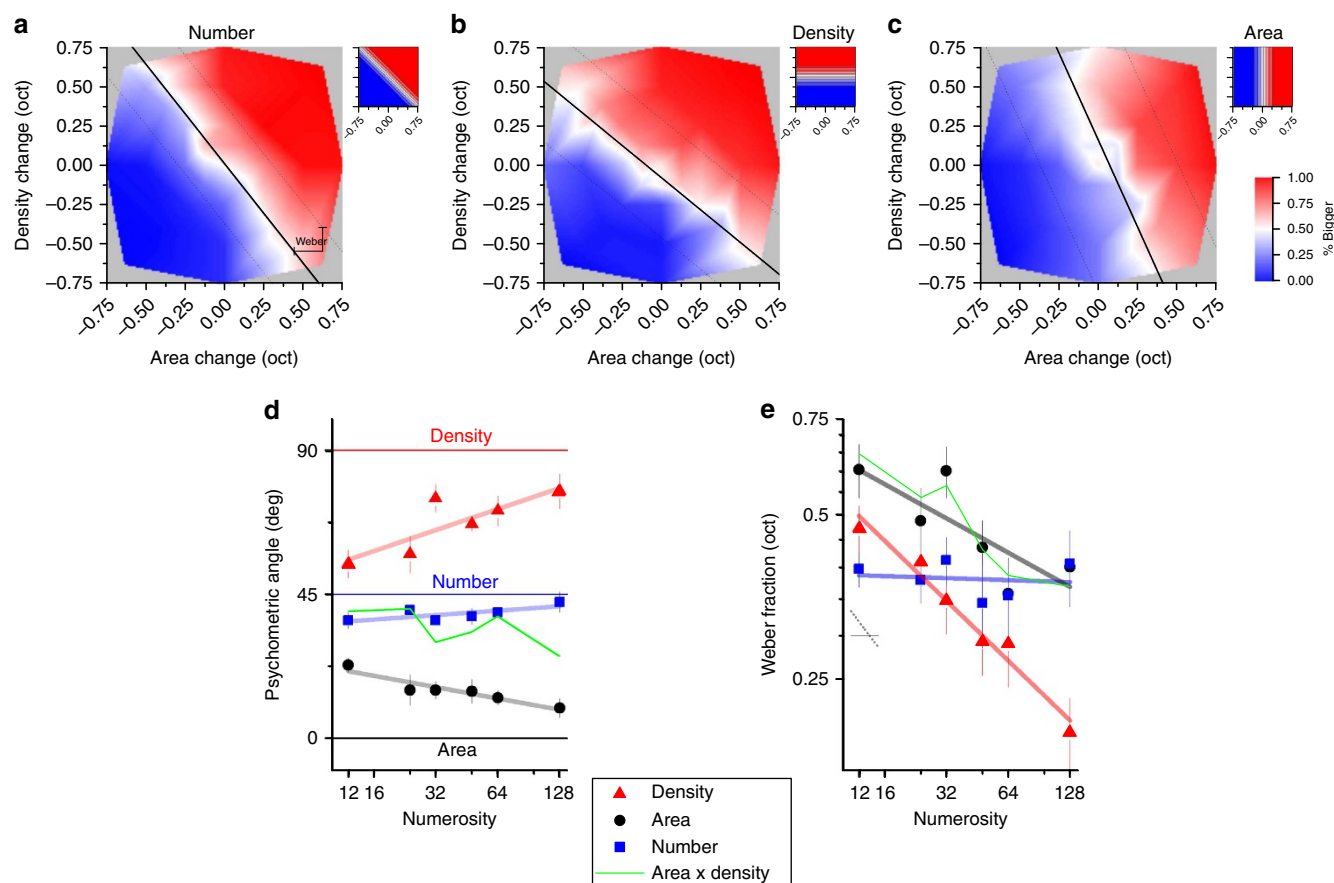 a
Number
0.75
0.50
0.25
0.00
−0.25
−0.50
−0.75
Density change (oct)
−0.75
−0.50
−0.25
0.00
0.25
0.50
0.75
Area change (oct)
Weber
−0.75
0.00
0.75
b
Density
0.75
0.50
0.25
0.00
−0.25
−0.50
−0.75
Density change (oct)
−0.75
−0.50
−0.25
0.00
0.25
0.50
0.75
Area change (oct)
−0.75
0.00
0.75
c
Area
0.75
0.50
0.25
0.00
−0.25
−0.50
−0.75
Density change (oct)
−0.75
−0.50
−0.25
0.00
0.25
0.50
0.75
Area change (oct)
−0.75
0.00
0.75
1.00
0.75
0.50
0.25
0.00
% Bigger
d
90
45
0
Psychometric angle (deg)
Density
Number
Area
12 16 32 64 128
Numerosity
e
0.75
0.5
0.25
Weber fraction (oct)
12 16 32 64 128
Numerosity
Density
Area
Number
Area x density